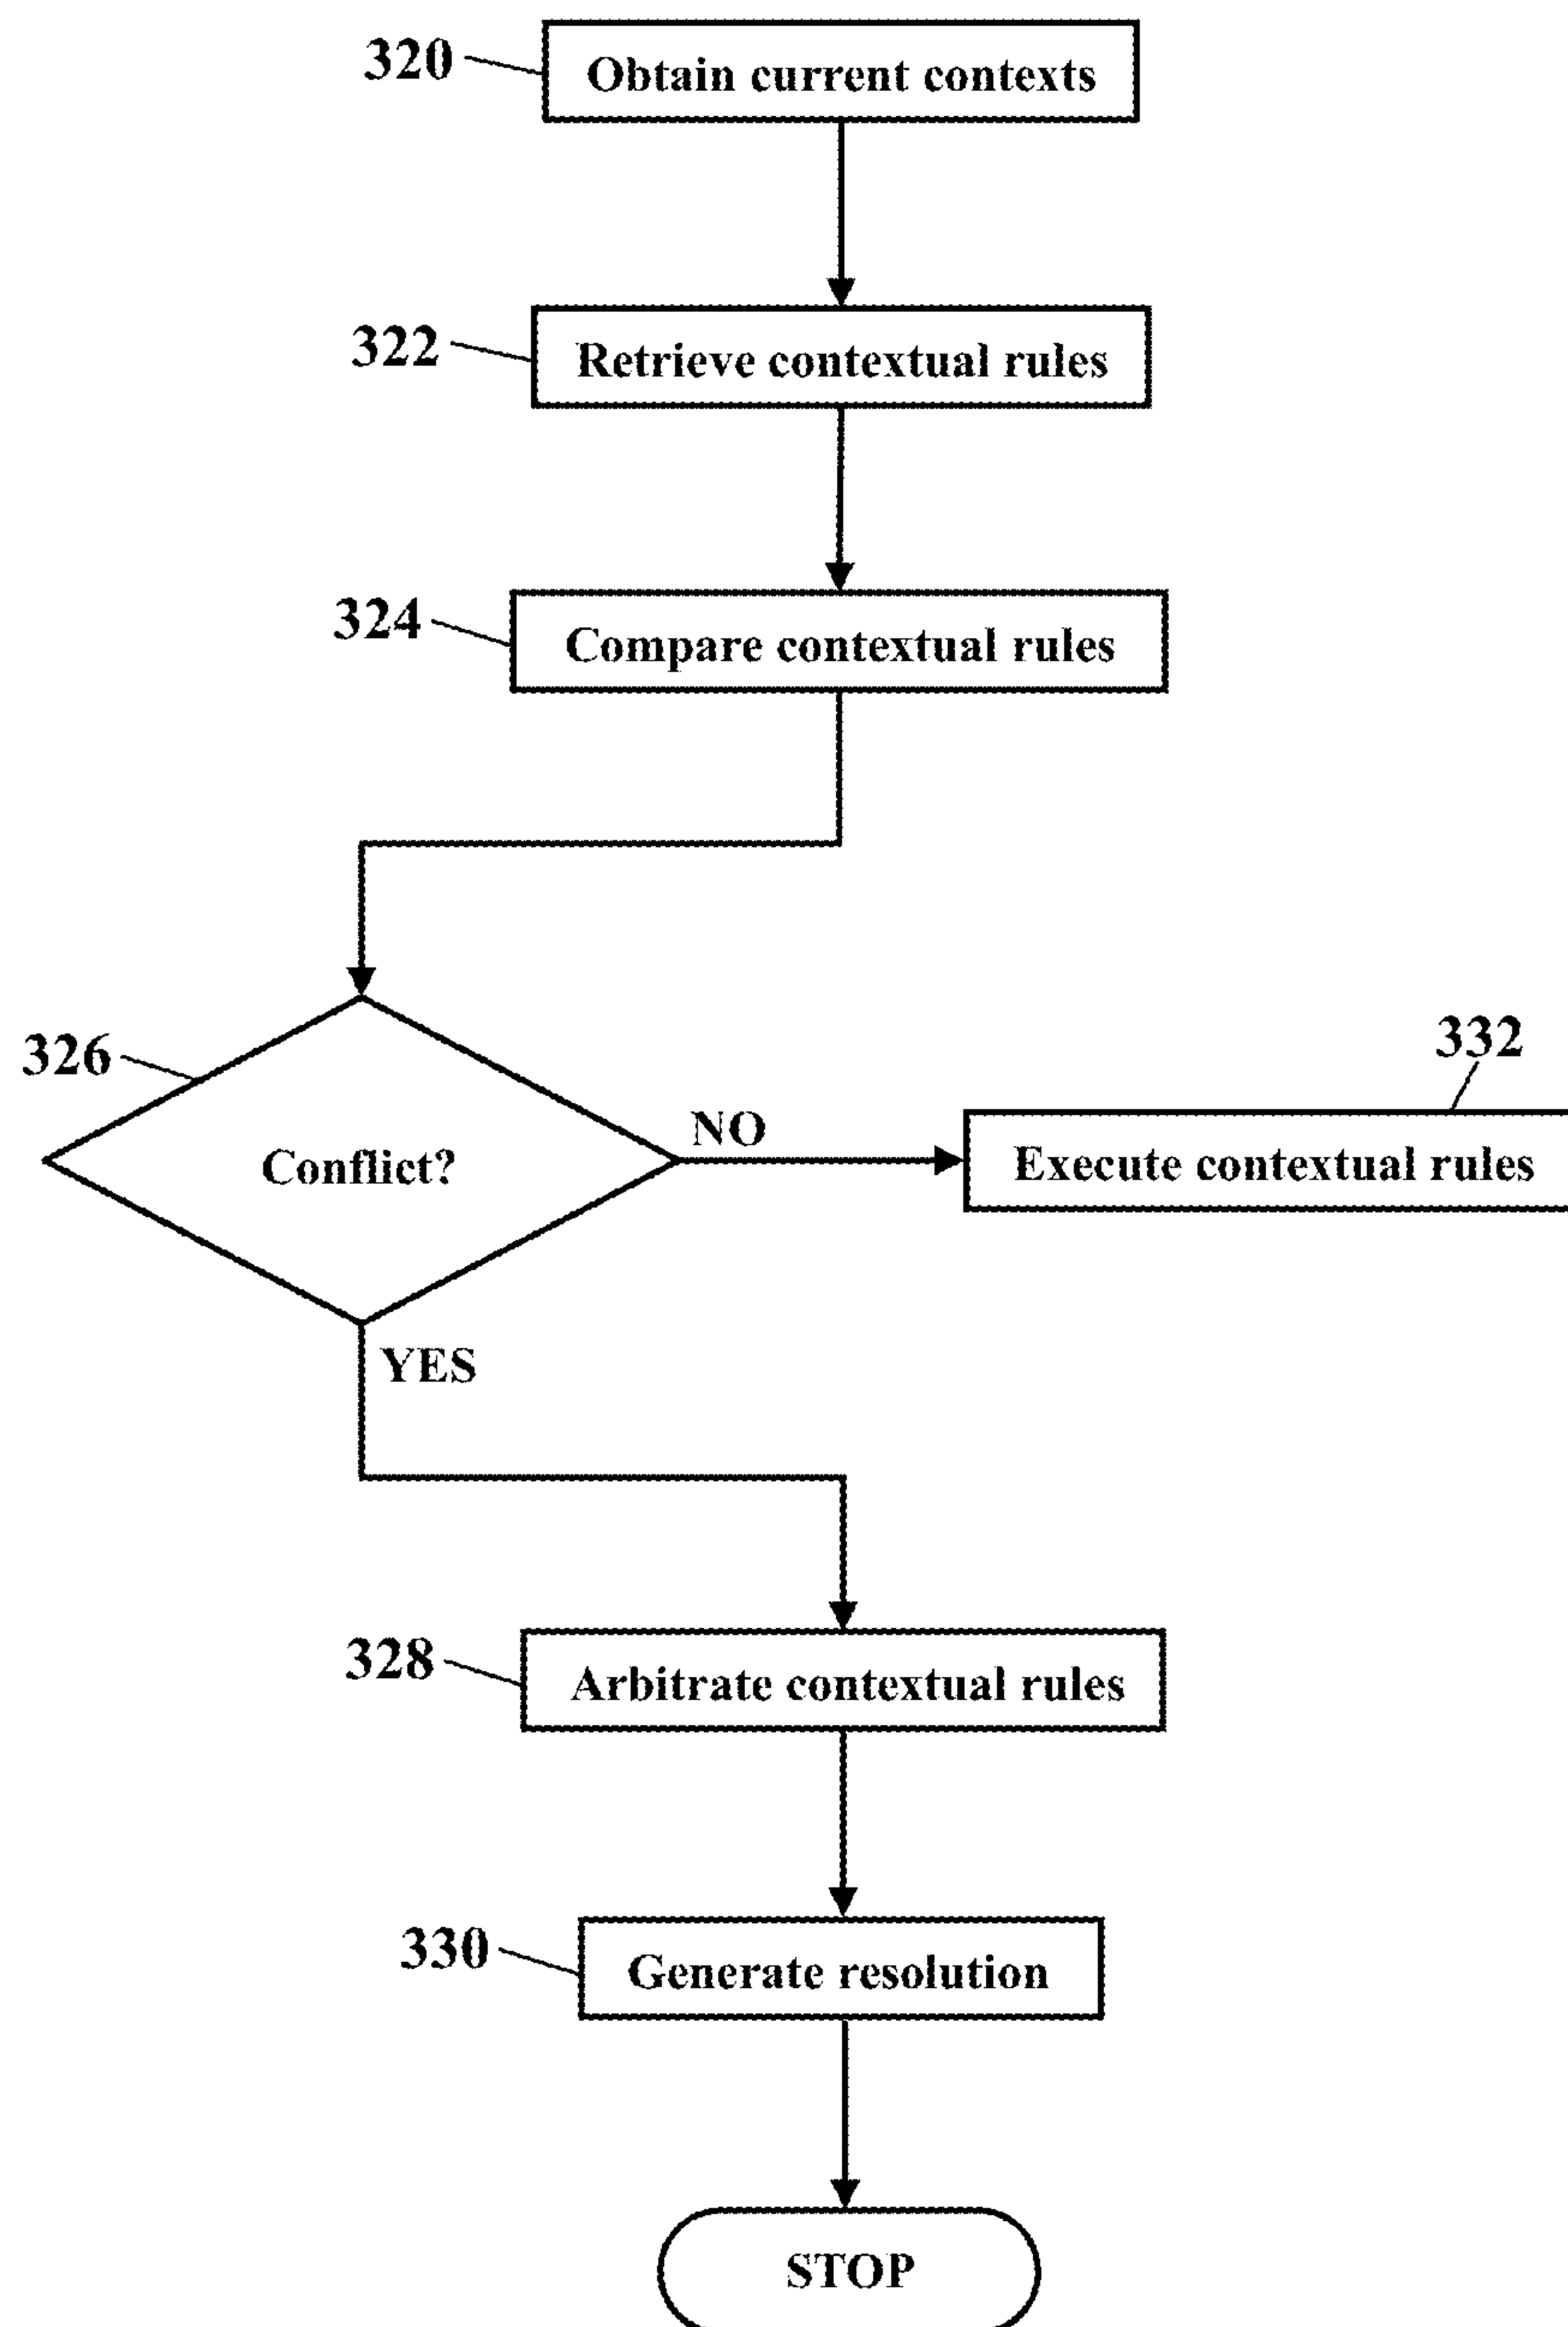 320
Obtain current contexts
322
Retrieve contextual rules
324
Compare contextual rules
326
Conflict?
NO
332
Execute contextual rules
YES
328
Arbitrate contextual rules
330
Generate resolution
STOP